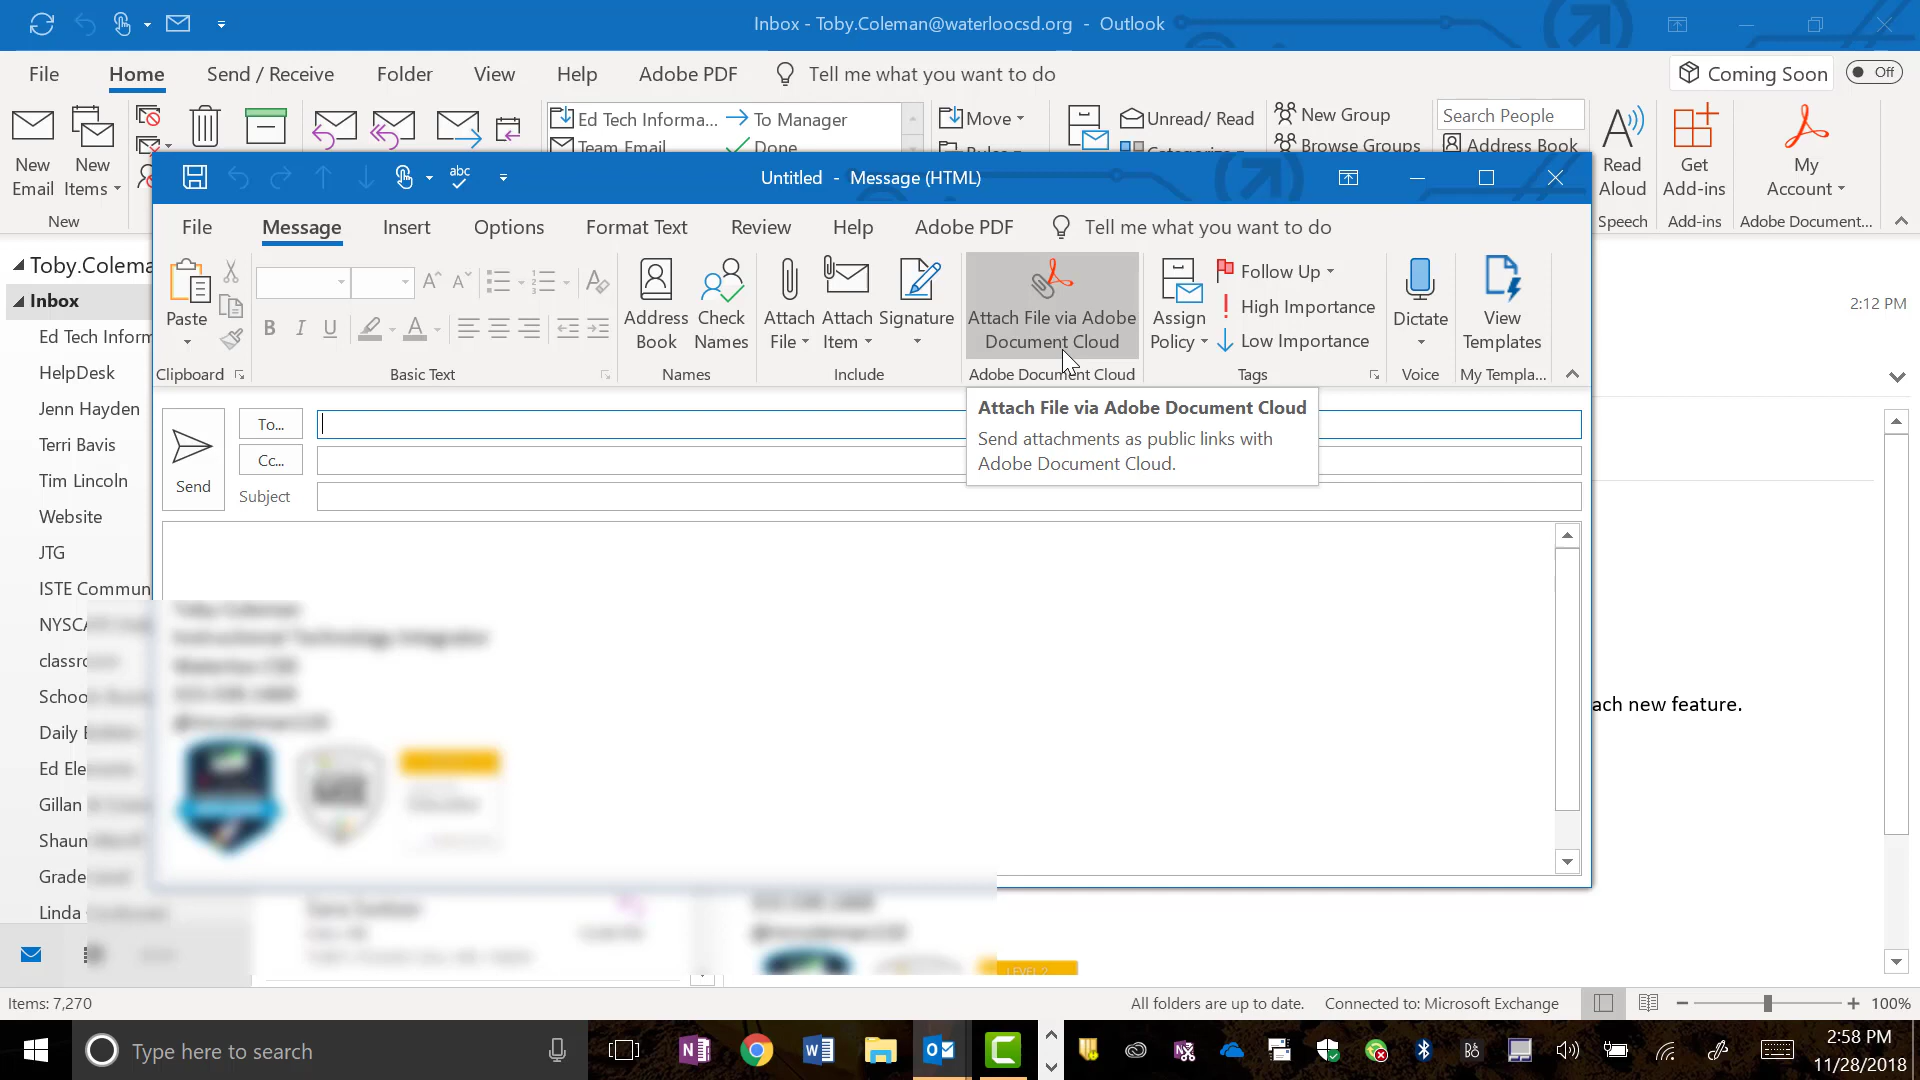 Inbox - Toby.Coleman@waterloocsd.org - Outlook
File Home Send / Receive Folder View Help Adobe PDF Tell me what you want to do Coming Soon Off
Ed Tech Informa... To Manager Move Unread/ Read New Group Search People
Team Email Done Browse Groups Address Book
New Email New Items Read Aloud Get Add-ins My Account
New Speech Add-ins Adobe Document...
Untitled - Message (HTML)
File Message Insert Options Format Text Review Help Adobe PDF Tell me what you want to do
Paste
B I U
Address Book
Check Names
Attach File
Attach Item
Signature
Attach File via Adobe Document Cloud
Assign Policy
Follow Up
High Importance
Low Importance
Dictate
View Templates
Clipboard Basic Text Names Include Adobe Document Cloud Tags Voice My Templa...
Attach File via Adobe Document Cloud
Send attachments as public links with
Adobe Document Cloud.
Send
To...
Cc...
Subject
Toby.Colema
Inbox
Ed Tech Inform
HelpDesk
Jenn Hayden
Terri Bavis
Tim Lincoln
Website
JTG
ISTE Commun
NYSCA
classro
Schoo
Daily
Ed Ele
Gillan
Shaun
Grade
Linda
2:12 PM
ach new feature.
LEVEL 2
Items: 7,270 All folders are up to date. Connected to: Microsoft Exchange 100%
Type here to search
2:58 PM
11/28/2018